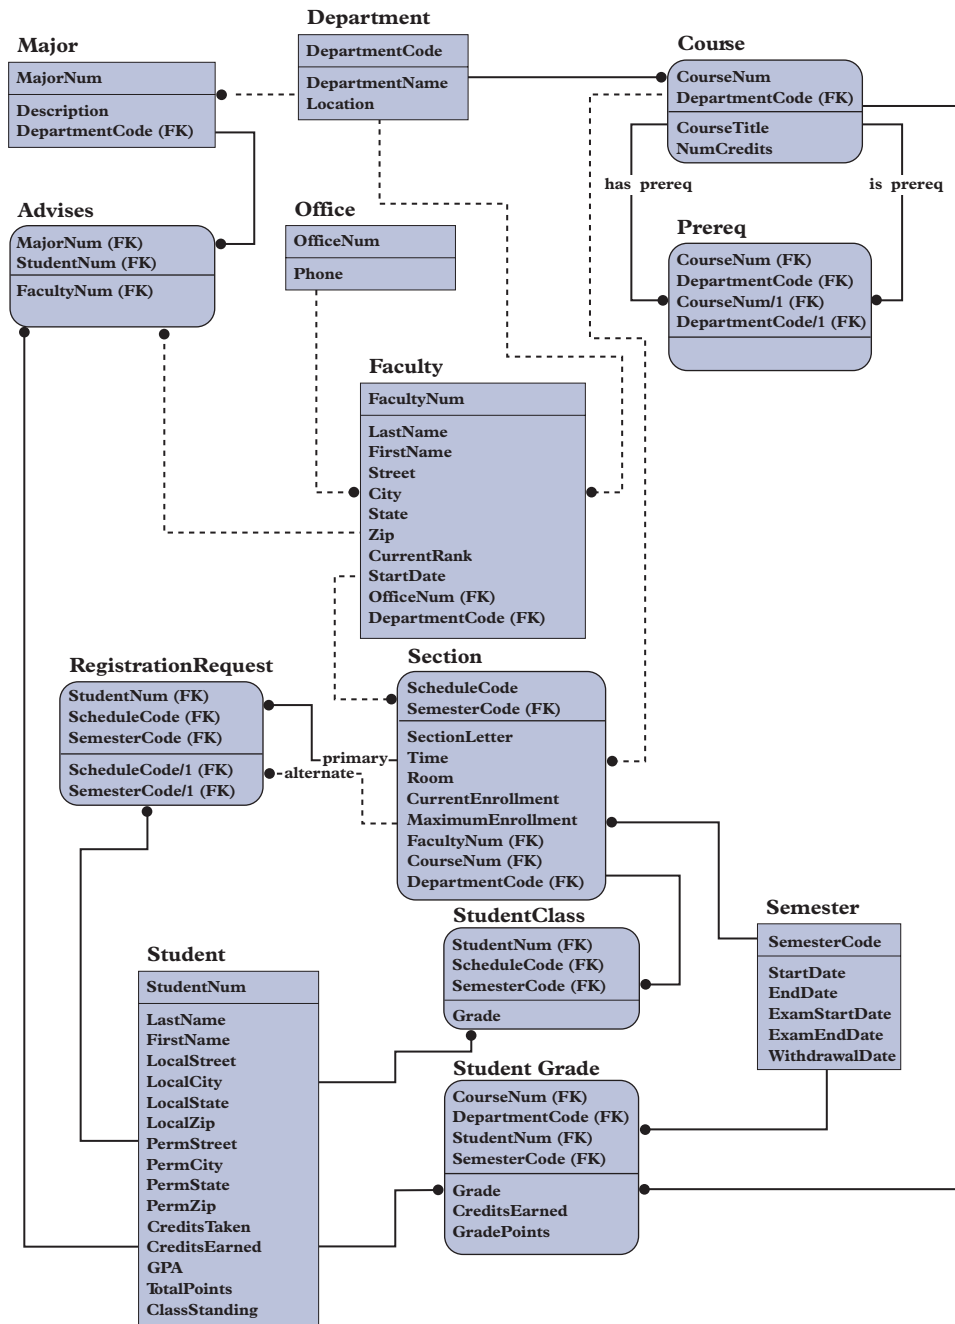 Major
MajorNum
Description
DepartmentCode (FK)
Department
DepartmentCode
DepartmentName
Location
Course
CourseNum
DepartmentCode (FK)
CourseTitle
NumCredits
has prereq
is prereq
Advises
MajorNum (FK)
StudentNum (FK)
FacultyNum (FK)
Office
OfficeNum
Phone
Prereq
CourseNum (FK)
DepartmentCode (FK)
CourseNum/1 (FK)
DepartmentCode/1 (FK)
Faculty
FacultyNum
LastName
FirstName
Street
City
State
Zip
CurrentRank
StartDate
OfficeNum (FK)
DepartmentCode (FK)
RegistrationRequest
StudentNum (FK)
ScheduleCode (FK)
SemesterCode (FK)
ScheduleCode/1 (FK)
SemesterCode/1 (FK)
primary
alternate
Section
ScheduleCode
SemesterCode (FK)
SectionLetter
Time
Room
CurrentEnrollment
MaximumEnrollment
FacultyNum (FK)
CourseNum (FK)
DepartmentCode (FK)
StudentClass
StudentNum (FK)
ScheduleCode (FK)
SemesterCode (FK)
Grade
Semester
SemesterCode
StartDate
EndDate
ExamStartDate
ExamEndDate
WithdrawalDate
Student
StudentNum
LastName
FirstName
LocalStreet
LocalCity
LocalState
LocalZip
PermStreet
PermCity
PermState
PermZip
CreditsTaken
CreditsEarned
GPA
TotalPoints
ClassStanding
Student Grade
CourseNum (FK)
DepartmentCode (FK)
StudentNum (FK)
SemesterCode (FK)
Grade
CreditsEarned
GradePoints